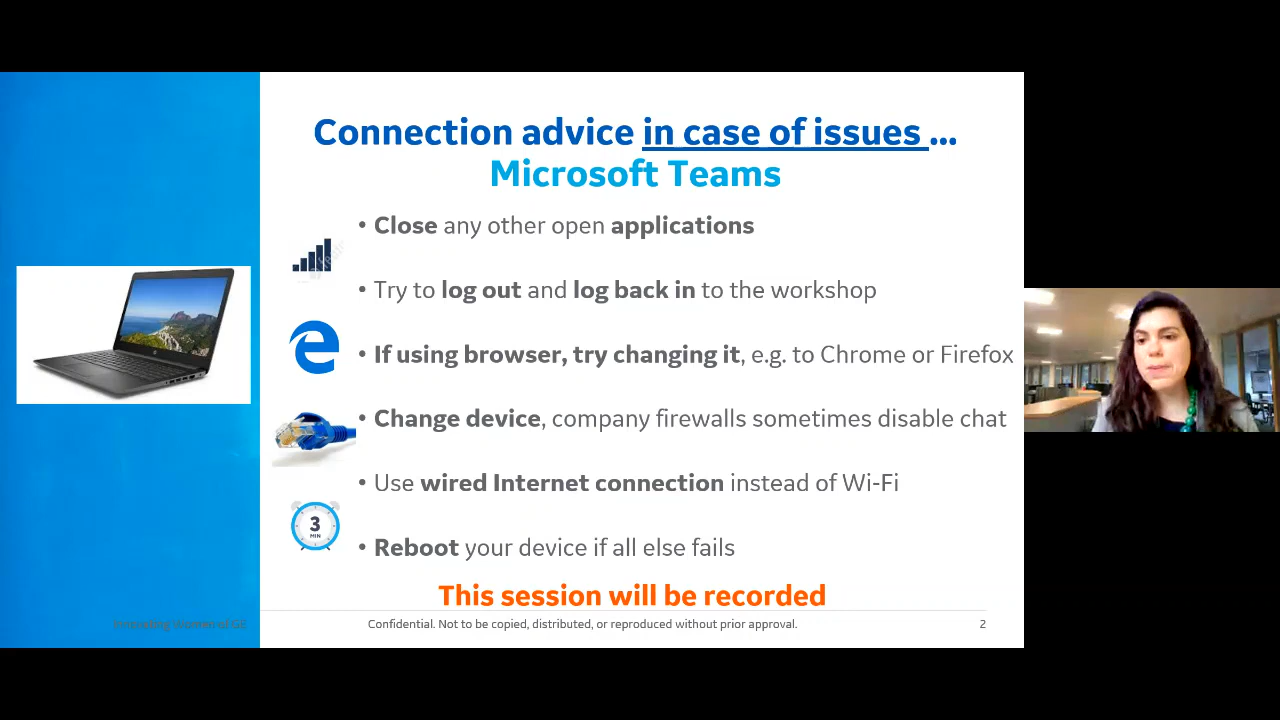 Connection advice in case of issues ...
Microsoft Teams
• Close any other open applications
• Try to log out and log back in to the workshop
• If using browser, try changing it, e.g. to Chrome or Firefox
• Change device, company firewalls sometimes disable chat
• Use wired Internet connection instead of Wi-Fi
3
MIN
• Reboot your device if all else fails
This session will be recorded
Confidential. Not to be copied, distributed, or reproduced without prior approval.
2